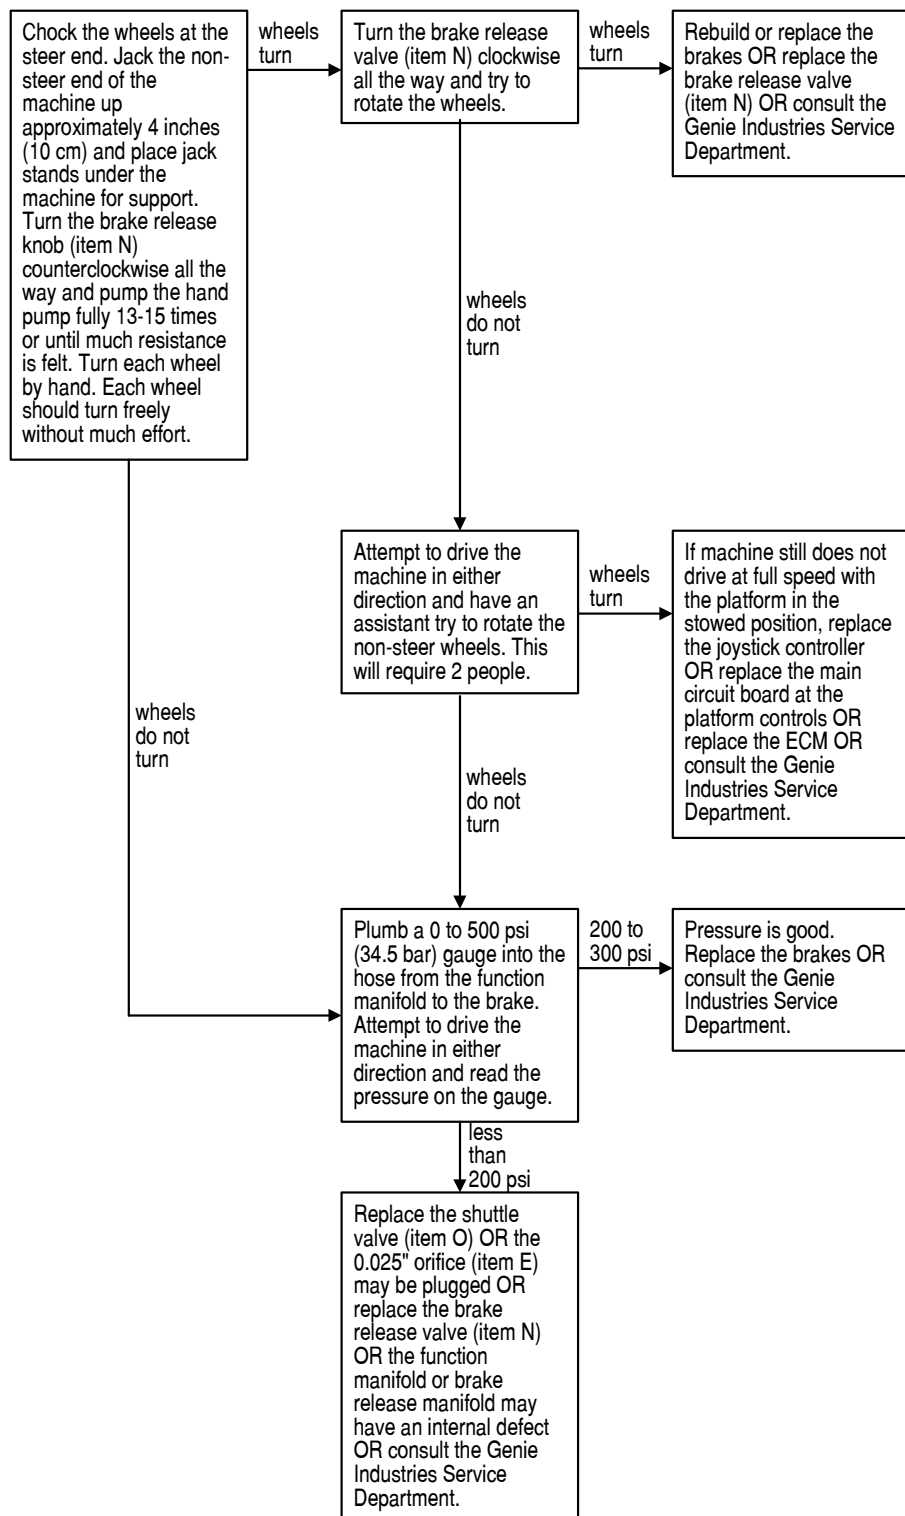 Chock the wheels at the
steer end. Jack the non-
steer end of the
machine up
approximately 4 inches
(10 cm) and place jack
stands under the
machine for support.
Turn the brake release
knob (item N)
counterclockwise all the
way and pump the hand
pump fully 13-15 times
or until much resistance
is felt. Turn each wheel
by hand. Each wheel
should turn freely
without much effort.
wheels
turn
Turn the brake release
valve (item N) clockwise
all the way and try to
rotate the wheels.
wheels
turn
Rebuild or replace the
brakes OR replace the
brake release valve
(item N) OR consult the
Genie Industries Service
Department.
wheels
do not
turn
Attempt to drive the
machine in either
direction and have an
assistant try to rotate the
non-steer wheels. This
will require 2 people.
wheels
turn
If machine still does not
drive at full speed with
the platform in the
stowed position, replace
the joystick controller
OR replace the main
circuit board at the
platform controls OR
replace the ECM OR
consult the Genie
Industries Service
Department.
wheels
do not
turn
wheels
do not
turn
Plumb a 0 to 500 psi
(34.5 bar) gauge into the
hose from the function
manifold to the brake.
Attempt to drive the
machine in either
direction and read the
pressure on the gauge.
200 to
300 psi
Pressure is good.
Replace the brakes OR
consult the Genie
Industries Service
Department.
less
than
200 psi
Replace the shuttle
valve (item O) OR the
0.025" orifice (item E)
may be plugged OR
replace the brake
release valve (item N)
OR the function
manifold or brake
release manifold may
have an internal defect
OR consult the Genie
Industries Service
Department.